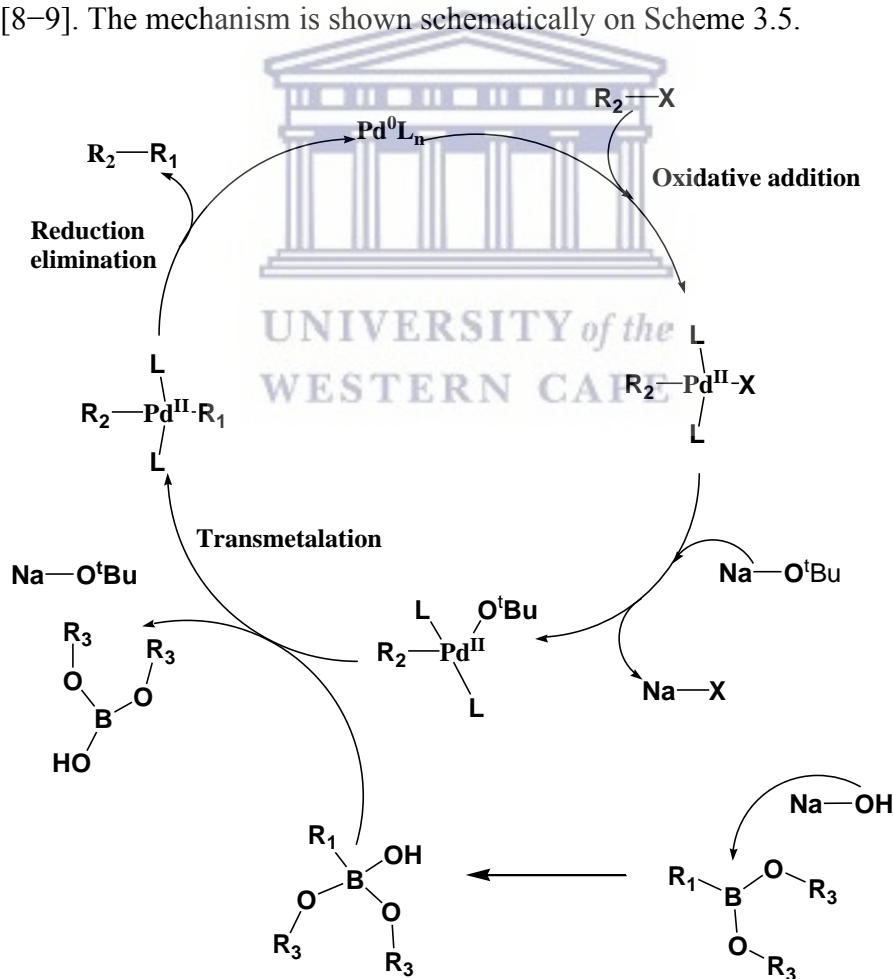 [8−9]. The mechanism is shown schematically on Scheme 3.5.
R₂—X
Pd⁰Lₙ
R₂—R₁
Oxidative addition
Reduction
elimination
UNIVERSITY of the
WESTERN CAPE
L
R₂—Pdᴵᴵ-X
L
L
R₂—Pdᴵᴵ-R₁
L
Transmetalation
Na—OᵗBu
Na—OᵗBu
L OᵗBu
R₂—Pdᴵᴵ
L
Na—X
R₃
R₃
O
O
B
HO
Na—OH
R₁
OH
B
O
O
R₃
R₃
R₁
O
B
R₃
O
R₃